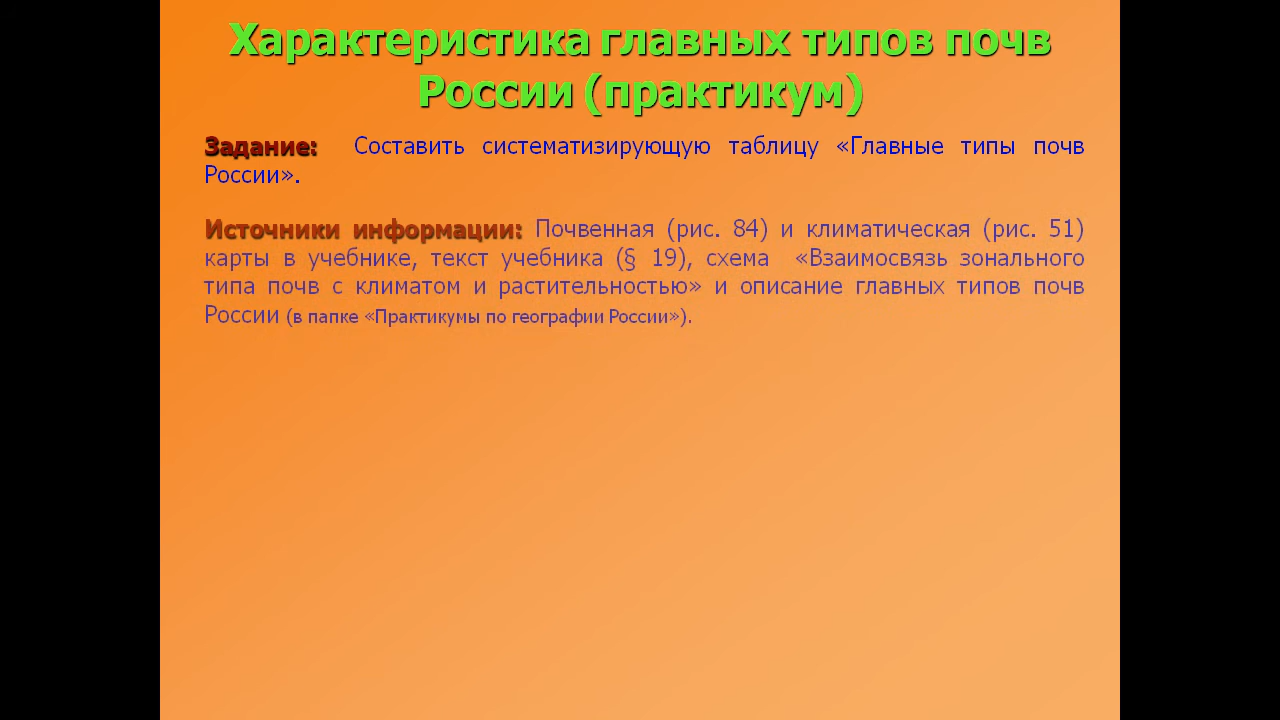 Характеристика главных типов почв
России (практикум)
Задание: Составить систематизирующую таблицу «Главные типы почв
России».
Источники информации: Почвенная (рис. 84) и климатическая (рис. 51)
карты в учебнике, текст учебника (§ 19), схема «Взаимосвязь зонального
типа почв с климатом и растительностью» и описание главных типов почв
России (в папке «Практикумы по географии России»).